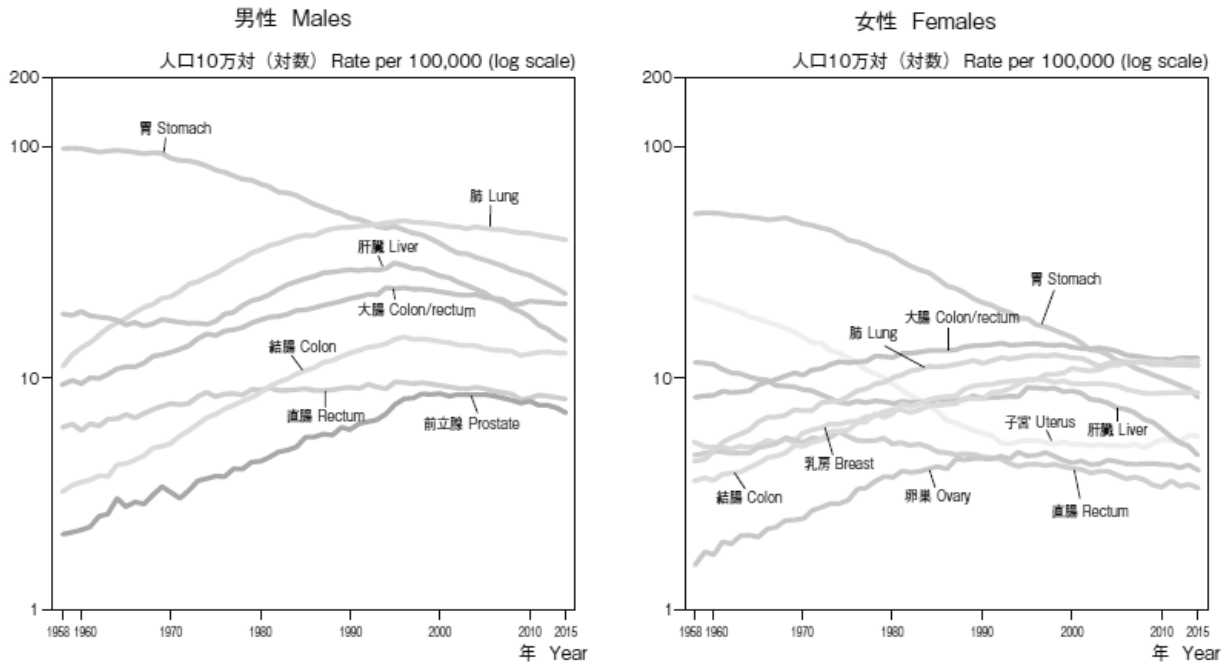 男性 Males
人口10万対（対数） Rate per 100,000 (log scale)
200
100
10
1
胃 Stomach
肺 Lung
肝臓 Liver
大腸 Colon/rectum
結腸 Colon
直腸 Rectum
前立腺 Prostate
1958 1960 1970 1980 1990 2000 2010 2015
年 Year
女性 Females
人口10万対（対数） Rate per 100,000 (log scale)
200
100
10
1
胃 Stomach
大腸 Colon/rectum
肺 Lung
子宮 Uterus
肝臓 Liver
乳房 Breast
結腸 Colon
卵巣 Ovary
直腸 Rectum
1958 1960 1970 1980 1990 2000 2010 2015
年 Year